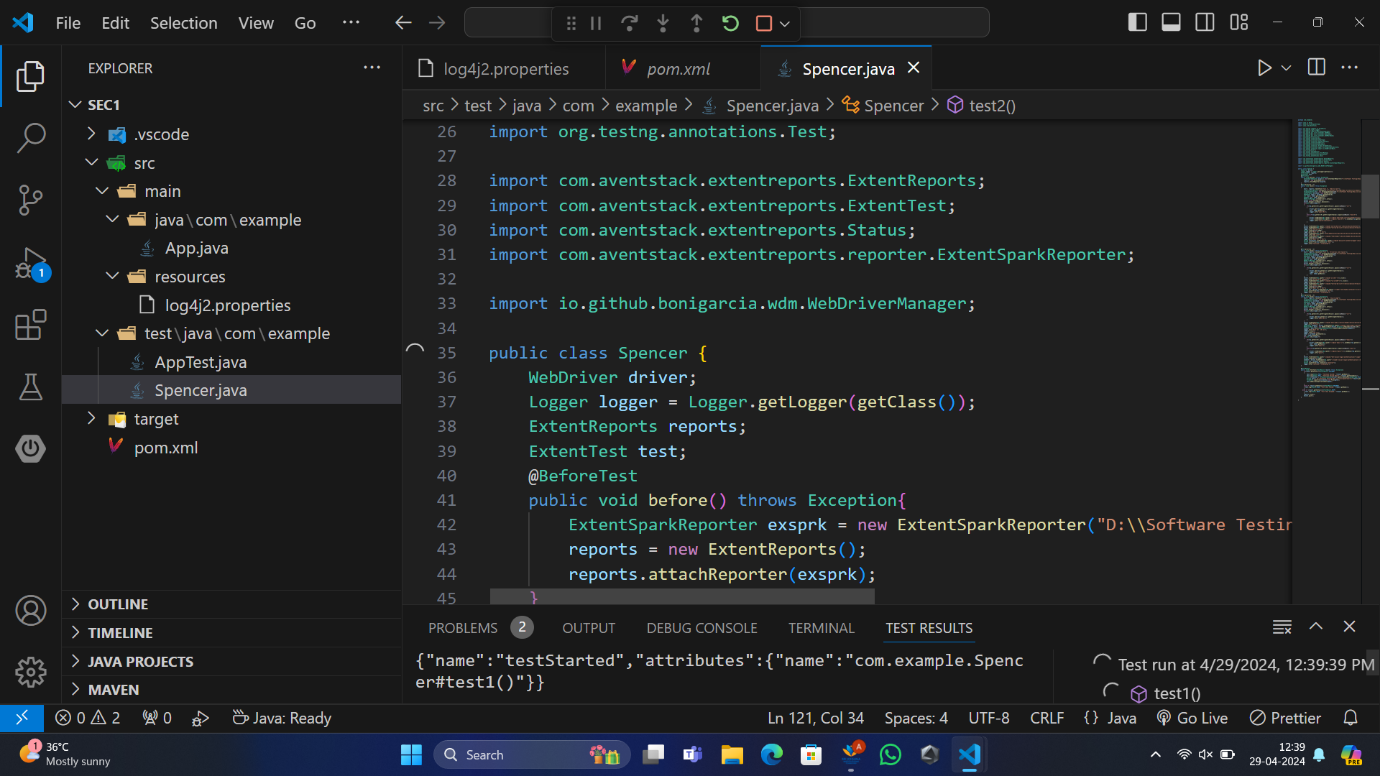 File Edit Selection View Go ···
EXPLORER ···
SEC1
.vscode
src
main
java\com\example
App.java
resources
log4j2.properties
test\java\com\example
AppTest.java
Spencer.java
target
pom.xml
OUTLINE
TIMELINE
JAVA PROJECTS
MAVEN
1
log4j2.properties pom.xml Spencer.java
src > test > java > com > example > Spencer.java > Spencer > test2()
26 import org.testng.annotations.Test;
27
28 import com.aventstack.extentreports.ExtentReports;
29 import com.aventstack.extentreports.ExtentTest;
30 import com.aventstack.extentreports.Status;
31 import com.aventstack.extentreports.reporter.ExtentSparkReporter;
32
33 import io.github.bonigarcia.wdm.WebDriverManager;
34
35 public class Spencer {
36 WebDriver driver;
37 Logger logger = Logger.getLogger(getClass());
38 ExtentReports reports;
39 ExtentTest test;
40 @BeforeTest
41 public void before() throws Exception{
42 ExtentSparkReporter exsprk = new ExtentSparkReporter("D:\\Software Testin
43 reports = new ExtentReports();
44 reports.attachReporter(exsprk);
45 }
PROBLEMS 2 OUTPUT DEBUG CONSOLE TERMINAL TEST RESULTS
{"name":"testStarted","attributes":{"name":"com.example.Spenc
er#test1()"}}
Test run at 4/29/2024, 12:39:39 PM
test1()
0 2 0 Java: Ready Ln 121, Col 34 Spaces: 4 UTF-8 CRLF {} Java Go Live Prettier
1 36°C
Mostly sunny
Search
A
12:39
29-04-2024
PRE